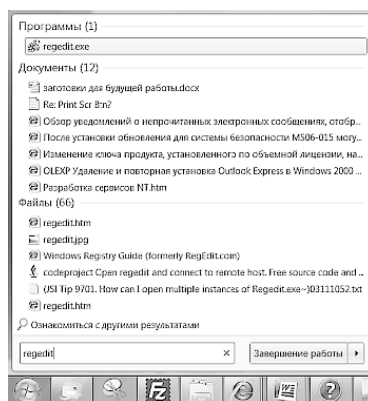 Программы (1)
regedit.exe
Документы (12)
заготовки для будущей работы.docx
Re: Print Scr Btn?
Обзор уведомлений о непрочитанных электронных сообщениях, отобр...
После установки обновления для системы безопасности MS06-015 могу...
Изменение ключа продукта, установленного по объемной лицензии, на...
OLEXP Удаление и повторная установка Outlook Express в Windows 2000 ...
Разработка сервисов NT.htm
Файлы (66)
regedit.htm
regedit.jpg
Windows Registry Guide (formerly RegEdit.com)
codeproject Open regedit and connect to remote host. Free source code and ...
(JSI Tip 9701. How can I open multiple instances of Regedit.exe~)03111052.txt
regedit.htm
Ознакомиться с другими результатами
regedit
Завершение работы